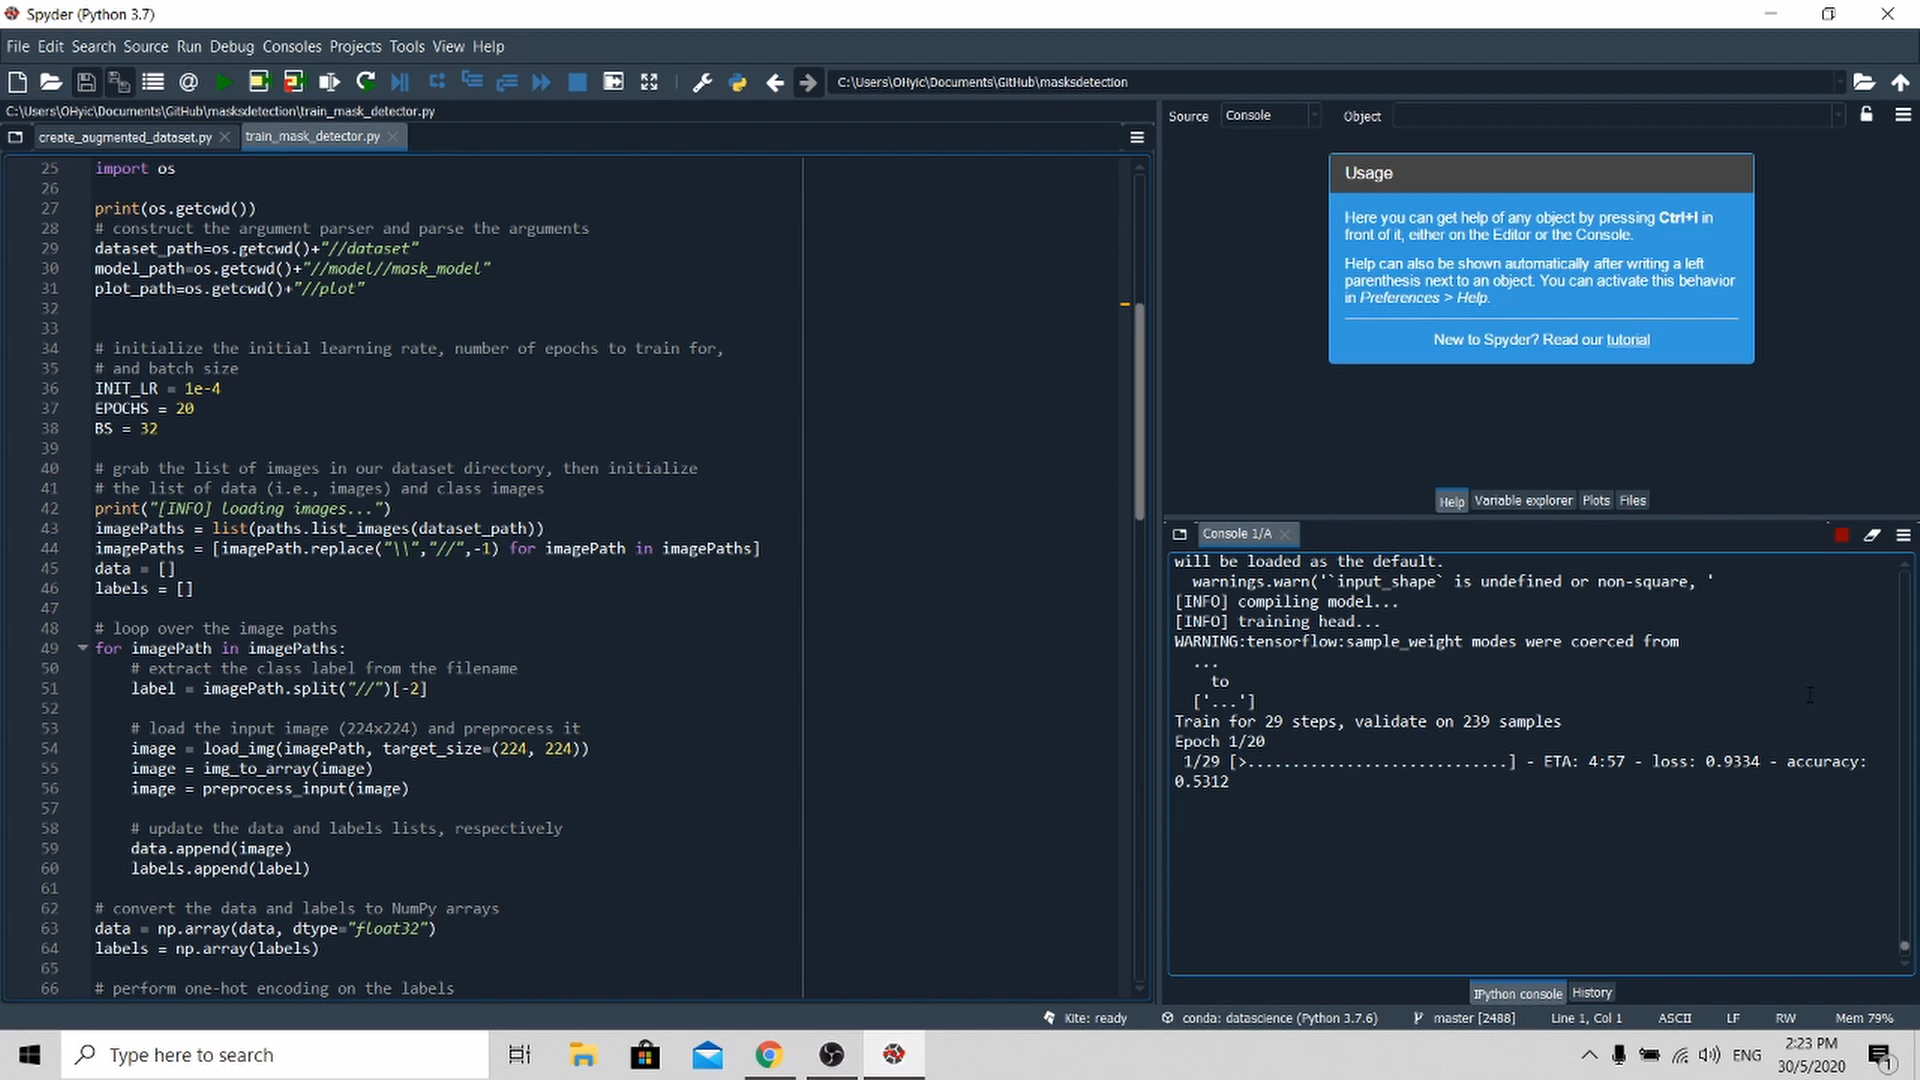 Spyder (Python 3.7)
File Edit Search Source Run Debug Consoles Projects Tools View Help
C:\Users\OHyic\Documents\GitHub\masksdetection
C:\Users\OHyic\Documents\GitHub\masksdetection\train_mask_detector.py
create_augmented_dataset.py
train_mask_detector.py
25 import os
26
27 print(os.getcwd())
28 # construct the argument parser and parse the arguments
29 dataset_path=os.getcwd()+"//dataset"
30 model_path=os.getcwd()+"//model//mask_model"
31 plot_path=os.getcwd()+"//plot"
32
33
34 # initialize the initial learning rate, number of epochs to train for,
35 # and batch size
36 INIT_LR = 1e-4
37 EPOCHS = 20
38 BS = 32
39
40 # grab the list of images in our dataset directory, then initialize
41 # the list of data (i.e., images) and class images
42 print("[INFO] loading images...")
43 imagePaths = list(paths.list_images(dataset_path))
44 imagePaths = [imagePath.replace("\\","//",-1) for imagePath in imagePaths]
45 data = []
46 labels = []
47
48 # loop over the image paths
49 for imagePath in imagePaths:
50 # extract the class label from the filename
51 label = imagePath.split("//")[-2]
52
53 # load the input image (224x224) and preprocess it
54 image = load_img(imagePath, target_size=(224, 224))
55 image = img_to_array(image)
56 image = preprocess_input(image)
57
58 # update the data and labels lists, respectively
59 data.append(image)
60 labels.append(label)
61
62 # convert the data and labels to NumPy arrays
63 data = np.array(data, dtype="float32")
64 labels = np.array(labels)
65
66 # perform one-hot encoding on the labels
Source Console Object
Usage
Here you can get help of any object by pressing Ctrl+I in
front of it, either on the Editor or the Console.
Help can also be shown automatically after writing a left
parenthesis next to an object. You can activate this behavior
in Preferences > Help.
New to Spyder? Read our tutorial
Help Variable explorer Plots Files
Console 1/A
will be loaded as the default.
warnings.warn('`input_shape` is undefined or non-square, '
[INFO] compiling model...
[INFO] training head...
WARNING:tensorflow:sample_weight modes were coerced from
...
to
['...']
Train for 29 steps, validate on 239 samples
Epoch 1/20
1/29 [>.............................] - ETA: 4:57 - loss: 0.9334 - accuracy:
0.5312
IPython console History
Kite: ready conda: datascience (Python 3.7.6) master [2488] Line 1, Col 1 ASCII LF RW Mem 79%
Type here to search
ENG
2:23 PM
30/5/2020
1